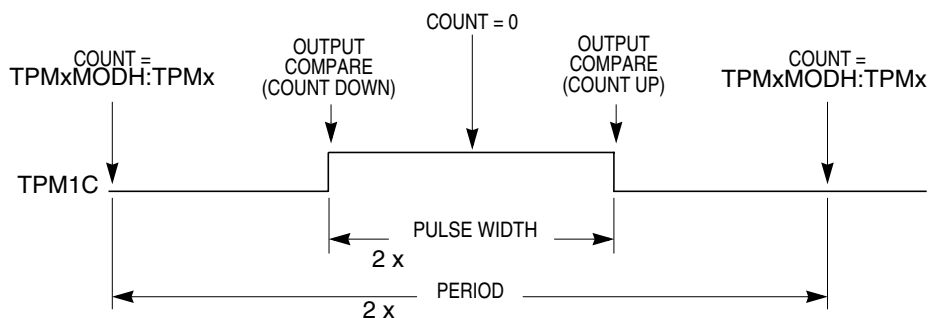 COUNT = 0
COUNT =
TPMxMODH:TPMx
OUTPUT
COMPARE
(COUNT DOWN)
OUTPUT
COMPARE
(COUNT UP)
COUNT =
TPMxMODH:TPMx
TPM1C
PULSE WIDTH
2 x
PERIOD
2 x